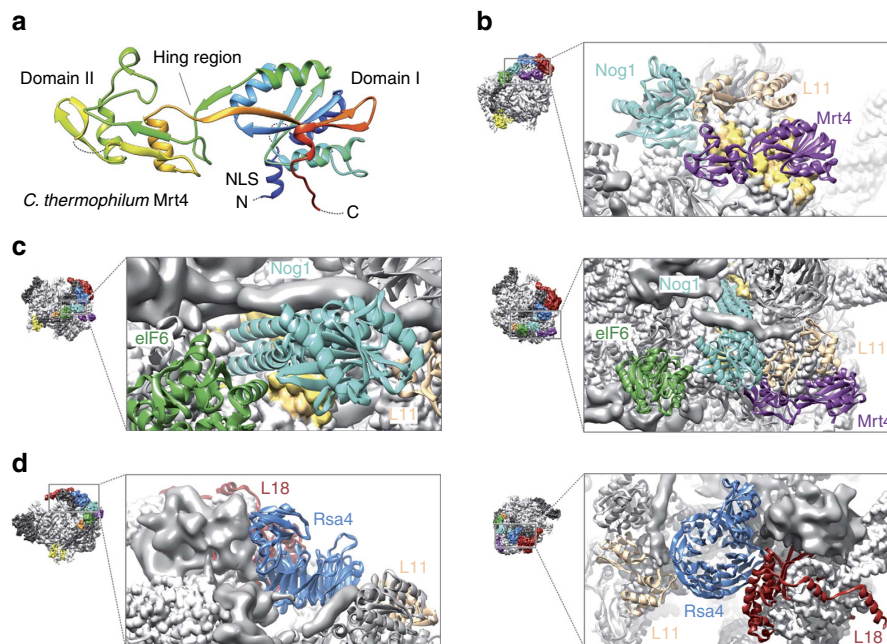 a
Hing region
Domain II
Domain I
NLS
N
C
C. thermophilum Mrt4
b
Nog1
L11
Mrt4
c
Nog1
eIF6
L11
Nog1
eIF6
L11
Mrt4
d
L18
Rsa4
L11
Rsa4
L11
L18